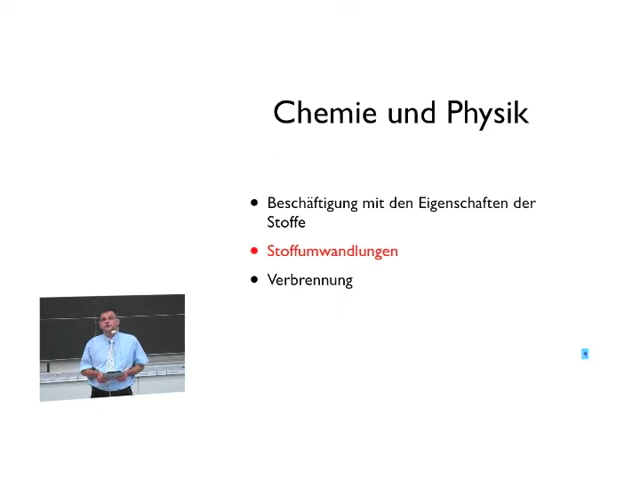 Chemie und Physik
• Beschäftigung mit den Eigenschaften der
Stoffe
• Stoffumwandlungen
• Verbrennung